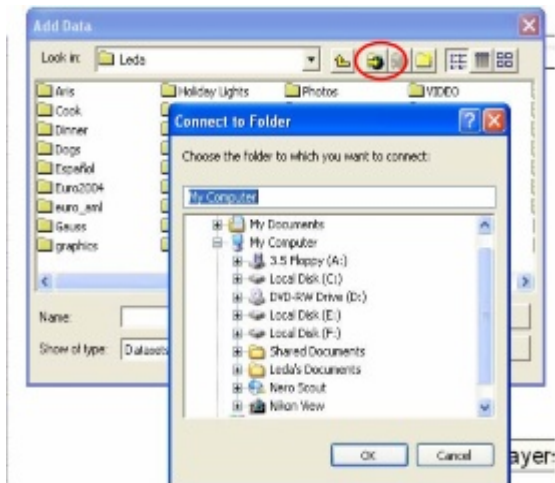 Add Data
Look in: Leda
Aris
Holiday Lights
Photos
VIDEO
Cook
Dinner
Dogs
Español
Euro2004
euro_aml
Gauss
graphics
Name:
Show of type: Datasets
Connect to Folder
Choose the folder to which you want to connect:
My Computer
My Documents
My Computer
3.5 Floppy (A:)
Local Disk (C:)
DVD-RW Drive (D:)
Local Disk (E:)
Local Disk (F:)
Shared Documents
Leda's Documents
Nero Scout
Nikon View
OK Cancel
ayer